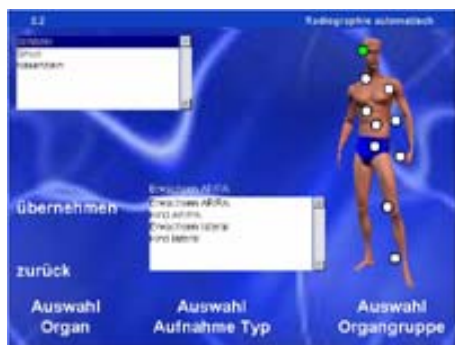 Radiographie automatisch
Sinus
Nasenbein
Erwachsen AP/PA
Erwachsen AP/PA
Kind AP/PA
Erwachsen lateral
Kind lateral
übernehmen
zurück
Auswahl
Organ
Auswahl
Aufnahme Typ
Auswahl
Organgruppe